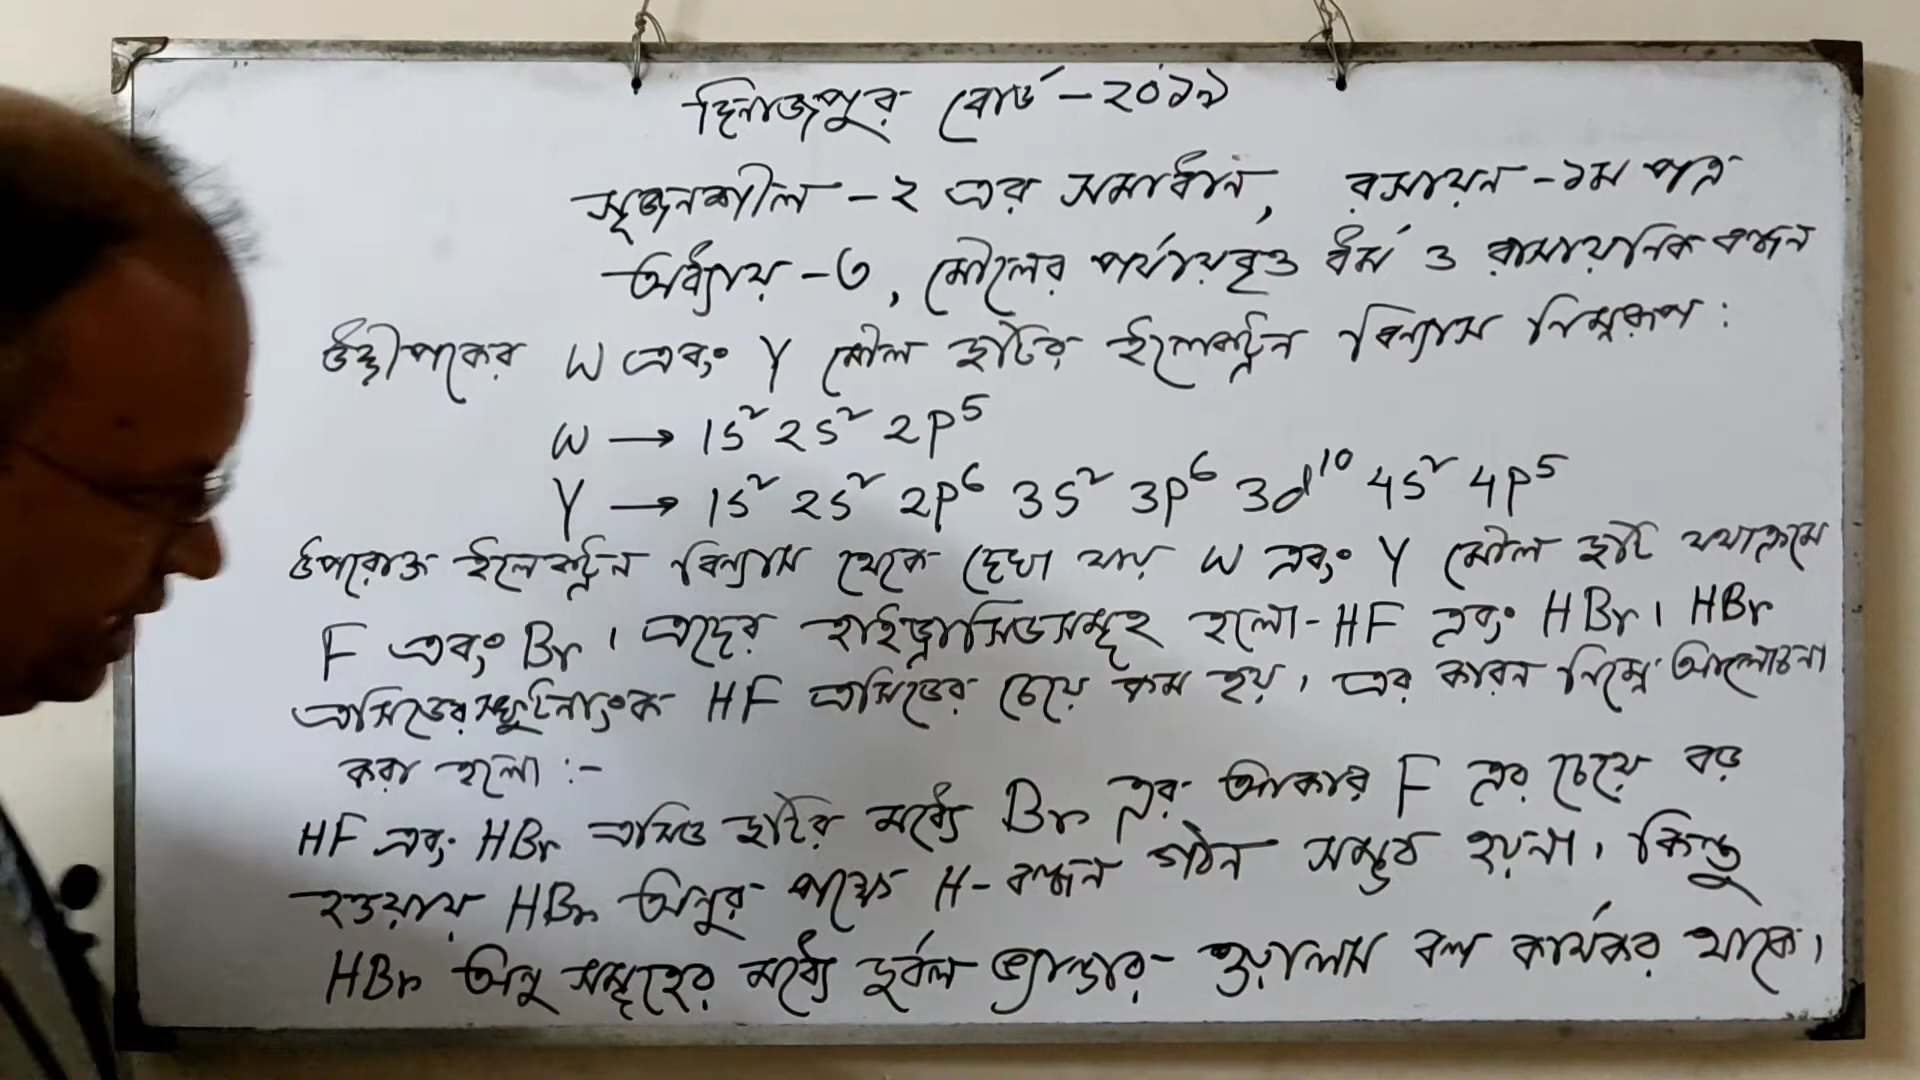 দিনাজপুর বোর্ড - ২০১৯
সৃজনশীল - ২ এর সমাধান, রসায়ন - ১ম পত্র
অধ্যায় - ৩, মৌলের পর্যায়বৃত্ত ধর্ম ও রাসায়নিক বন্ধন
উদ্দীপকের W এবং Y মৌল দুটির ইলেকট্রন বিন্যাস নিম্নরূপ :
W → 1s² 2s² 2p⁵
Y → 1s² 2s² 2p⁶ 3s² 3p⁶ 3d¹⁰ 4s² 4p⁵
উপরোক্ত ইলেকট্রন বিন্যাস থেকে দেখা যায় W এবং Y মৌল দুটি যথাক্রমে
F এবং Br। এদের হাইড্রাসিডসমূহ হলো - HF এবং HBr। HBr
এসিডের স্ফুটনাংক HF এসিডের চেয়ে কম হয়। এর কারন নিম্নে আলোচনা
করা হলো :-
HF এবং HBr এসিড দুটির মধ্যে Br এর আকার F এর চেয়ে বড়
হওয়ায় HBr অনুর পক্ষে H- বন্ধন গঠন সম্ভব হয়না। কিন্তু
HBr অনু সমূহের মধ্যে দুর্বল ভ্যান্ডার- ওয়ালস বল কার্যকর থাকে।